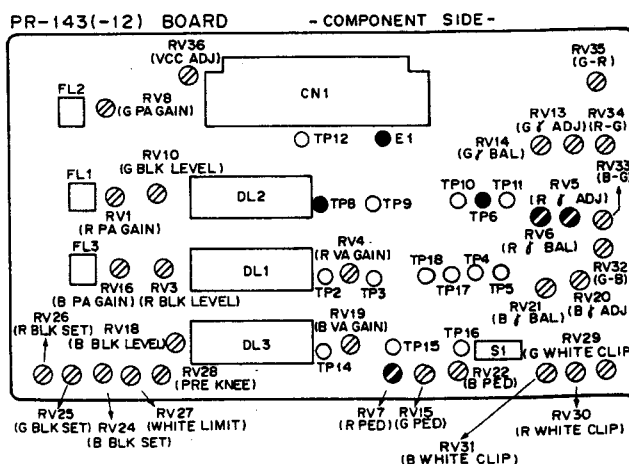 PR-143(-12) BOARD - COMPONENT SIDE -
RV36
(VCC ADJ)
RV35
(G-R)
FL2
RV8
(G PA GAIN)
CN1
RV13
(G γ ADJ)
RV34
(R-G)
RV14
(G γ BAL)
TP12
E1
RV33
(B-G)
RV10
(G BLK LEVEL)
FL1
RV1
(R PA GAIN)
DL2
TP8
TP9
TP10
TP6
TP11
RV5
(R γ ADJ)
RV6
(R γ BAL)
FL3
RV16
(B PA GAIN)
RV3
(R BLK LEVEL)
DL1
RV4
(R VA GAIN)
TP2
TP3
TP18
TP17
TP4
TP5
RV32
(G-B)
RV21
(B γ BAL)
RV20
(B γ ADJ)
RV26
(R BLK SET)
RV18
(B BLK LEVEL)
DL3
RV19
(B VA GAIN)
TP14
TP15
TP16
S1
RV29
(G WHITE CLIP)
RV28
(PRE KNEE)
RV22
(B PED)
RV25
(G BLK SET)
RV24
(B BLK SET)
RV27
(WHITE LIMIT)
RV7
(R PED)
RV15
(G PED)
RV31
(B WHITE CLIP)
RV30
(R WHITE CLIP)